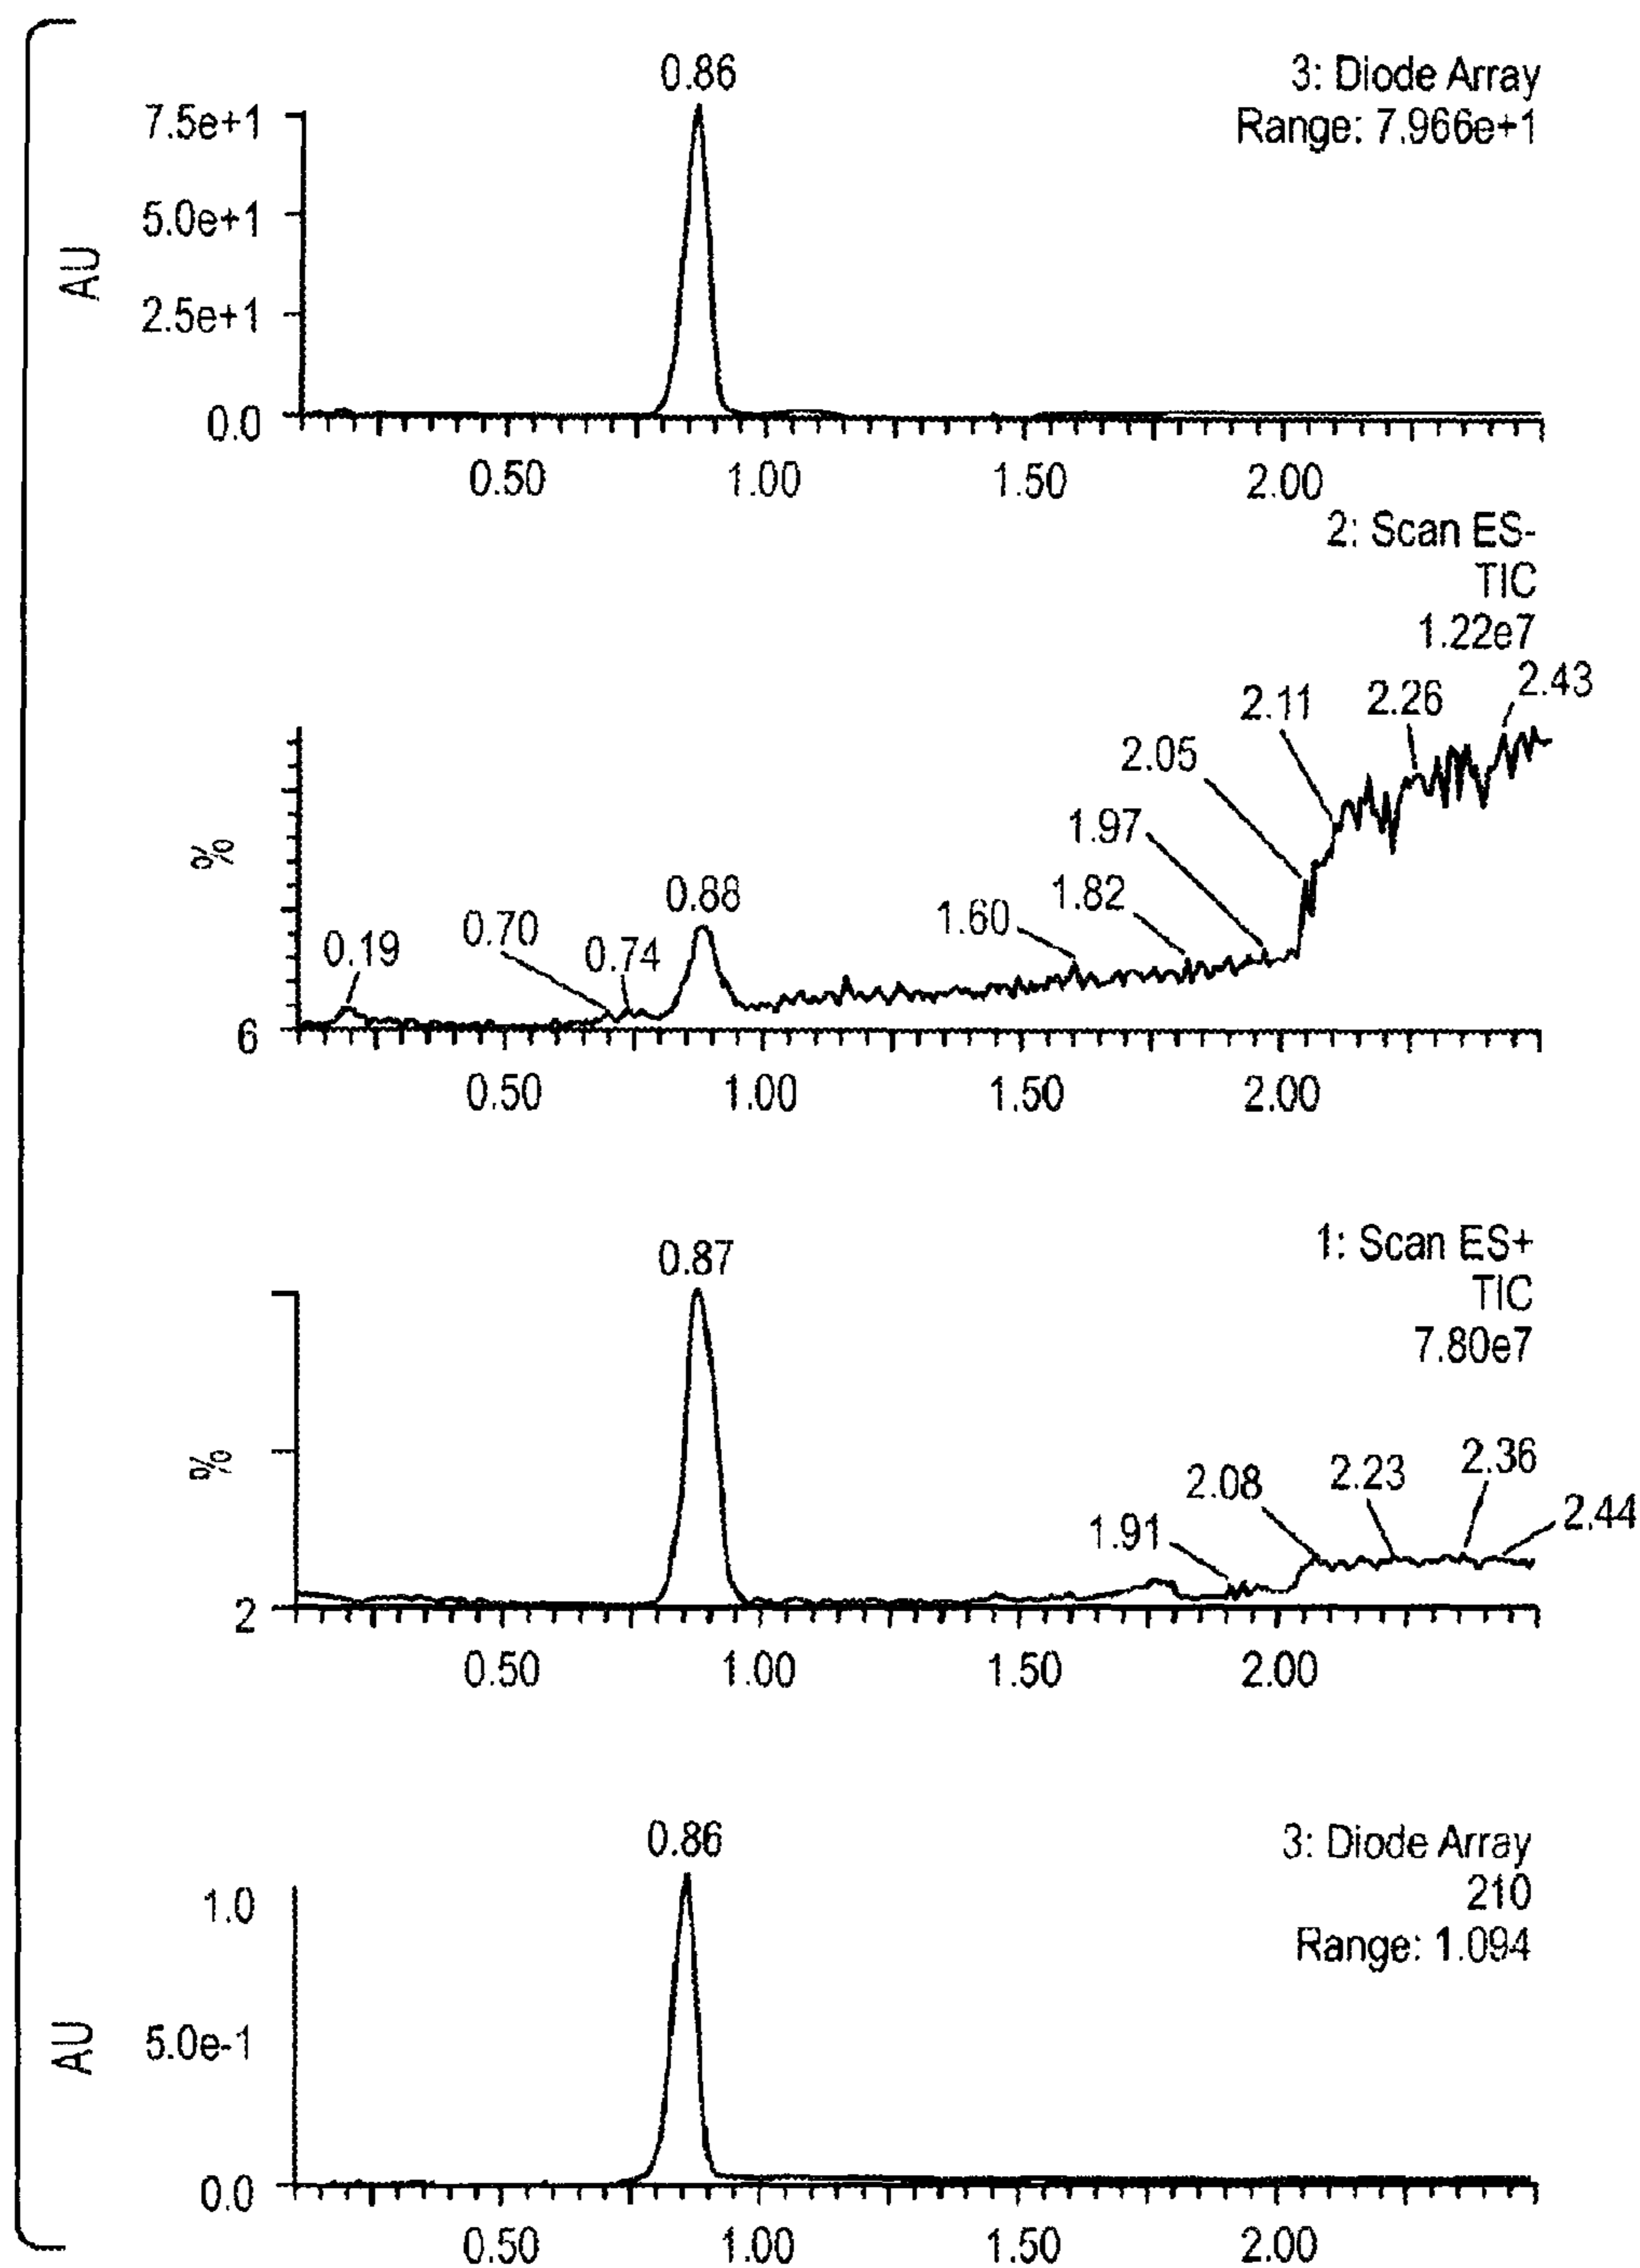 0.86
3: Diode Array
Range: 7.966e+1
7.5e+1
5.0e+1
AU
2.5e+1
0.0
0.50 1.00 1.50 2.00
2: Scan ES-
TIC
1.22e7
2.43
2.26
2.11
2.05
1.97
%
0.88
1.82
1.60
0.70
0.74
0.19
6
0.50 1.00 1.50 2.00
1: Scan ES+
0.87
TIC
7.80e7
%
2.36
2.23
2.08
2.44
1.91
2
0.50 1.00 1.50 2.00
0.86
3: Diode Array
210
1.0
Range: 1.094
AU
5.0e-1
0.0
0.50 1.00 1.50 2.00